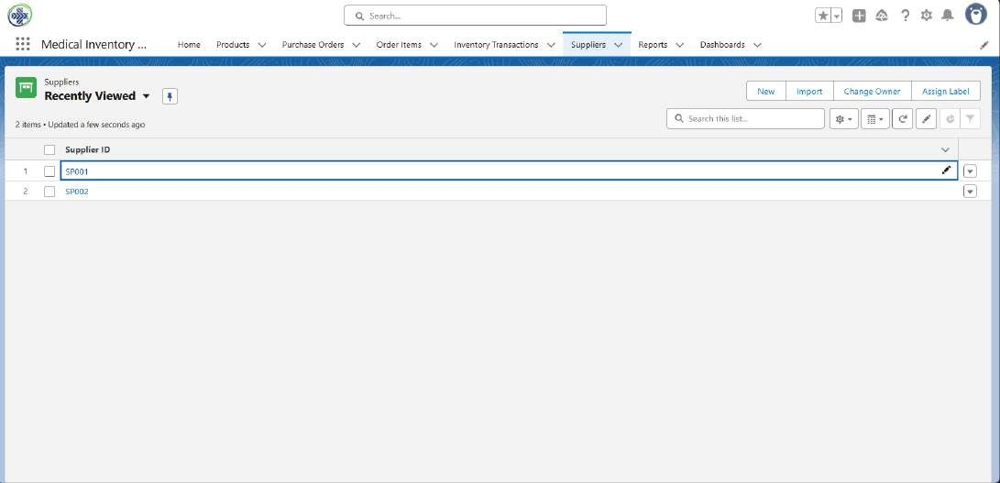 Search...
Medical Inventory ...
Home
Products
Purchase Orders
Order Items
Inventory Transactions
Suppliers
Reports
Dashboards
Suppliers
Recently Viewed
New
Import
Change Owner
Assign Label
2 items • Updated a few seconds ago
Search this list...
Supplier ID
1
SP001
2
SP002